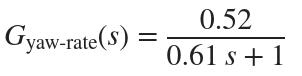 G_yaw-rate(s) = 0.52 / (0.61 s + 1)